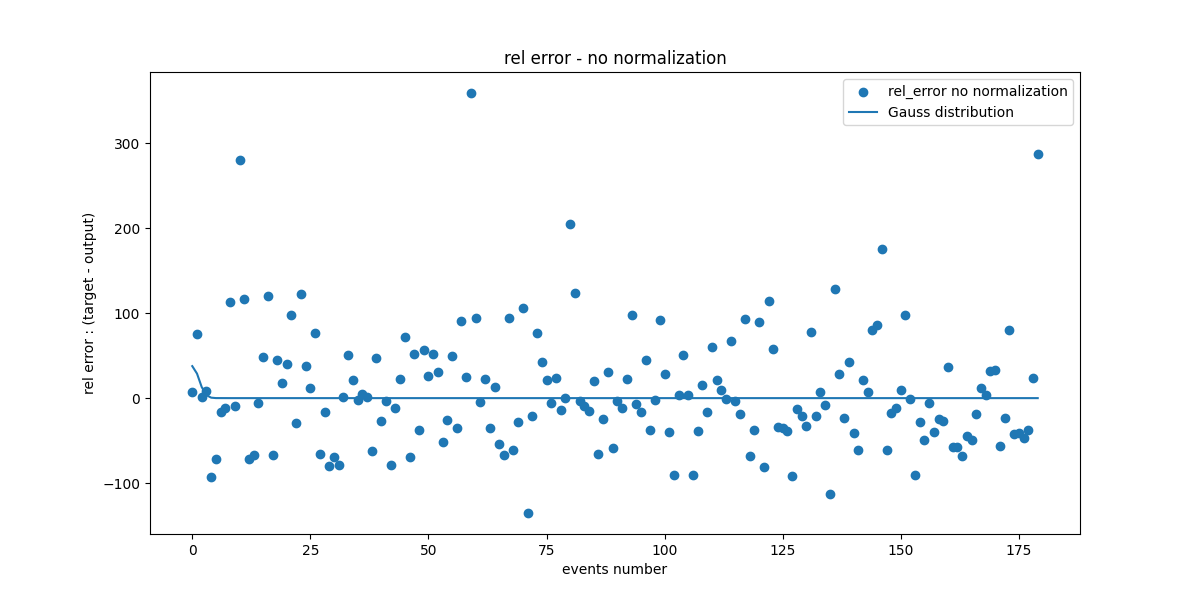 rel error - no normalization
rel_error no normalization
Gauss distribution
rel error : (target - output)
300
200
100
0
−100
0 25 50 75 100 125 150 175
events number